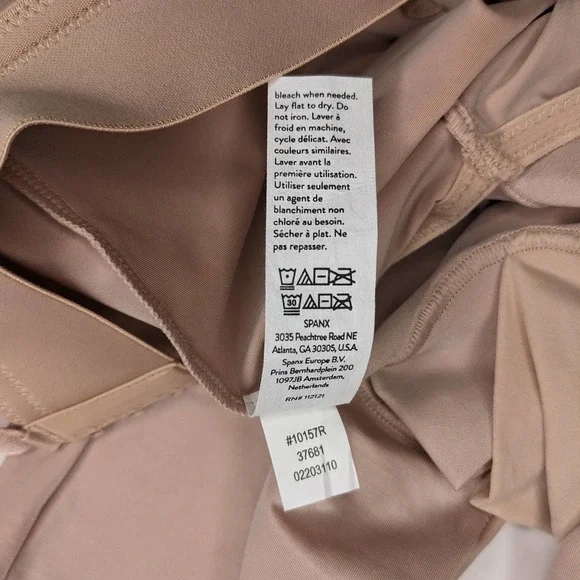 bleach when needed.
Lay flat to dry. Do
not iron. Laver à
froid en machine,
cycle délicat. Avec
couleurs similaires.
Laver avant la
première utilisation.
Utiliser seulement
un agent de
blanchiment non
chloré au besoin.
Sécher à plat. Ne
pas repasser.
30
SPANX
3035 Peachtree Road NE
Atlanta, GA 30305, U.S.A.
Spanx Europe B.V.
Prins Bernhardplein 200
1097JB Amsterdam,
Netherlands
RN# 112121
#10157R
37681
02203110